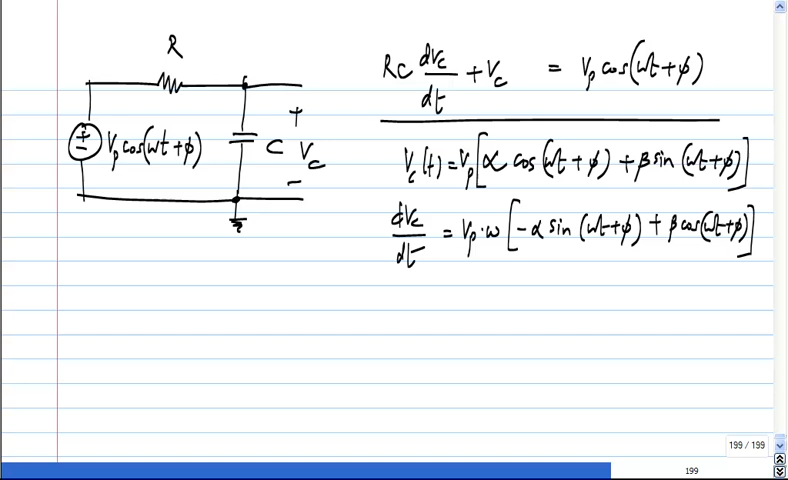 R
RC dVc/dt + Vc = Vp cos(ωt + φ)
Vp cos(ωt + φ)
+
C Vc
−
Vc(t) = Vp[α cos(ωt + φ) + β sin(ωt + φ)]
dVc/dt = Vp·ω[-α sin(ωt + φ) + β cos(ωt + φ)]
199 / 199
199